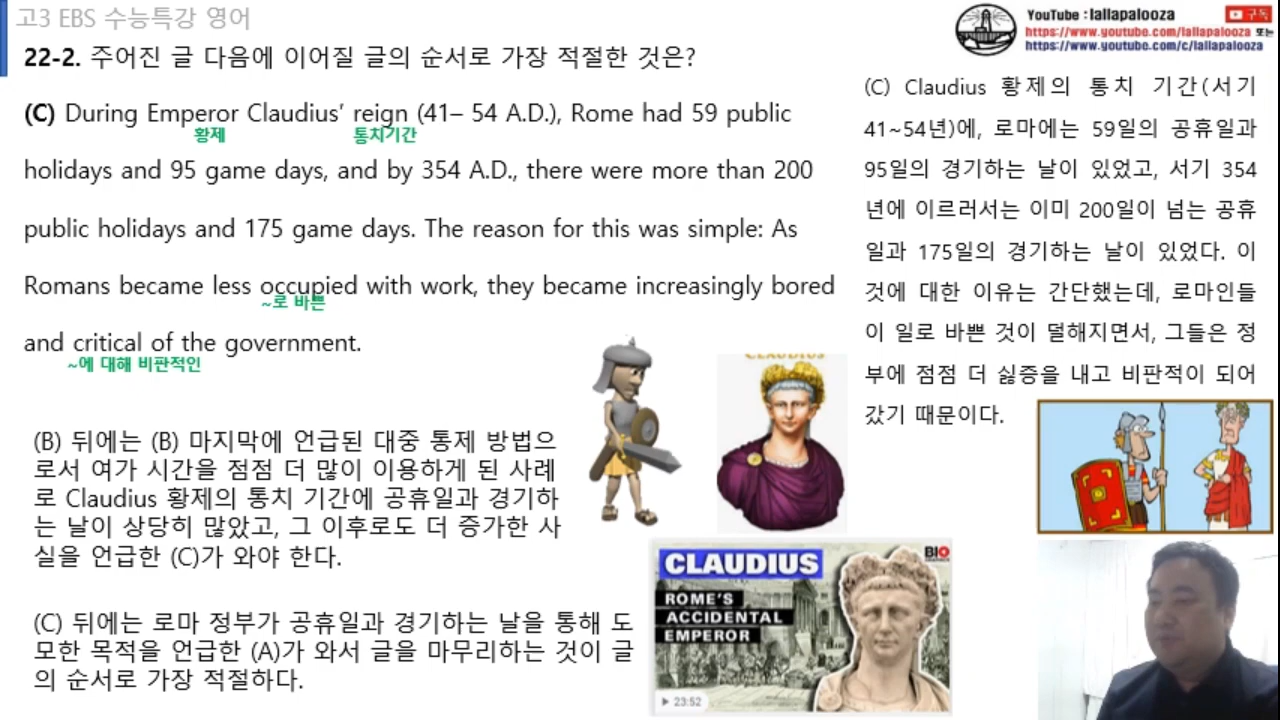 고3 EBS 수능특강 영어
YouTube : lallapalooza
구독
https://www.youtube.com/lallapalooza 또는
https://www.youtube.com/c/lallapalooza
22-2. 주어진 글 다음에 이어질 글의 순서로 가장 적절한 것은?
(C) During Emperor Claudius’ reign (41– 54 A.D.), Rome had 59 public
황제
통치기간
holidays and 95 game days, and by 354 A.D., there were more than 200
public holidays and 175 game days. The reason for this was simple: As
Romans became less occupied with work, they became increasingly bored
~로 바쁜
and critical of the government.
~에 대해 비판적인
(C) Claudius 황제의 통치 기간(서기
41~54년)에, 로마에는 59일의 공휴일과
95일의 경기하는 날이 있었고, 서기 354
년에 이르러서는 이미 200일이 넘는 공휴
일과 175일의 경기하는 날이 있었다. 이
것에 대한 이유는 간단했는데, 로마인들
이 일로 바쁜 것이 덜해지면서, 그들은 정
부에 점점 더 싫증을 내고 비판적이 되어
갔기 때문이다.
(B) 뒤에는 (B) 마지막에 언급된 대중 통제 방법으
로서 여가 시간을 점점 더 많이 이용하게 된 사례
로 Claudius 황제의 통치 기간에 공휴일과 경기하
는 날이 상당히 많았고, 그 이후로도 더 증가한 사
실을 언급한 (C)가 와야 한다.
(C) 뒤에는 로마 정부가 공휴일과 경기하는 날을 통해 도
모한 목적을 언급한 (A)가 와서 글을 마무리하는 것이 글
의 순서로 가장 적절하다.
CLAUDIUS
CLAUDIUS
BIO
ROME’S
ACCIDENTAL
EMPEROR
23:52